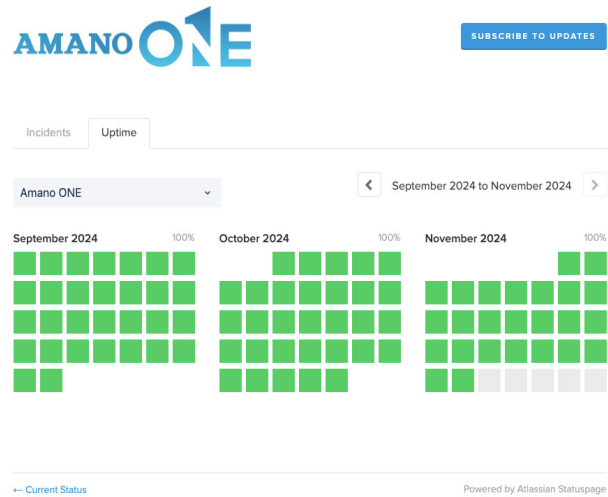 AMANO ONE
SUBSCRIBE TO UPDATES
Incidents
Uptime
Amano ONE
September 2024 to November 2024
September 2024 100%
October 2024 100%
November 2024 100%
← Current Status
Powered by Atlassian Statuspage